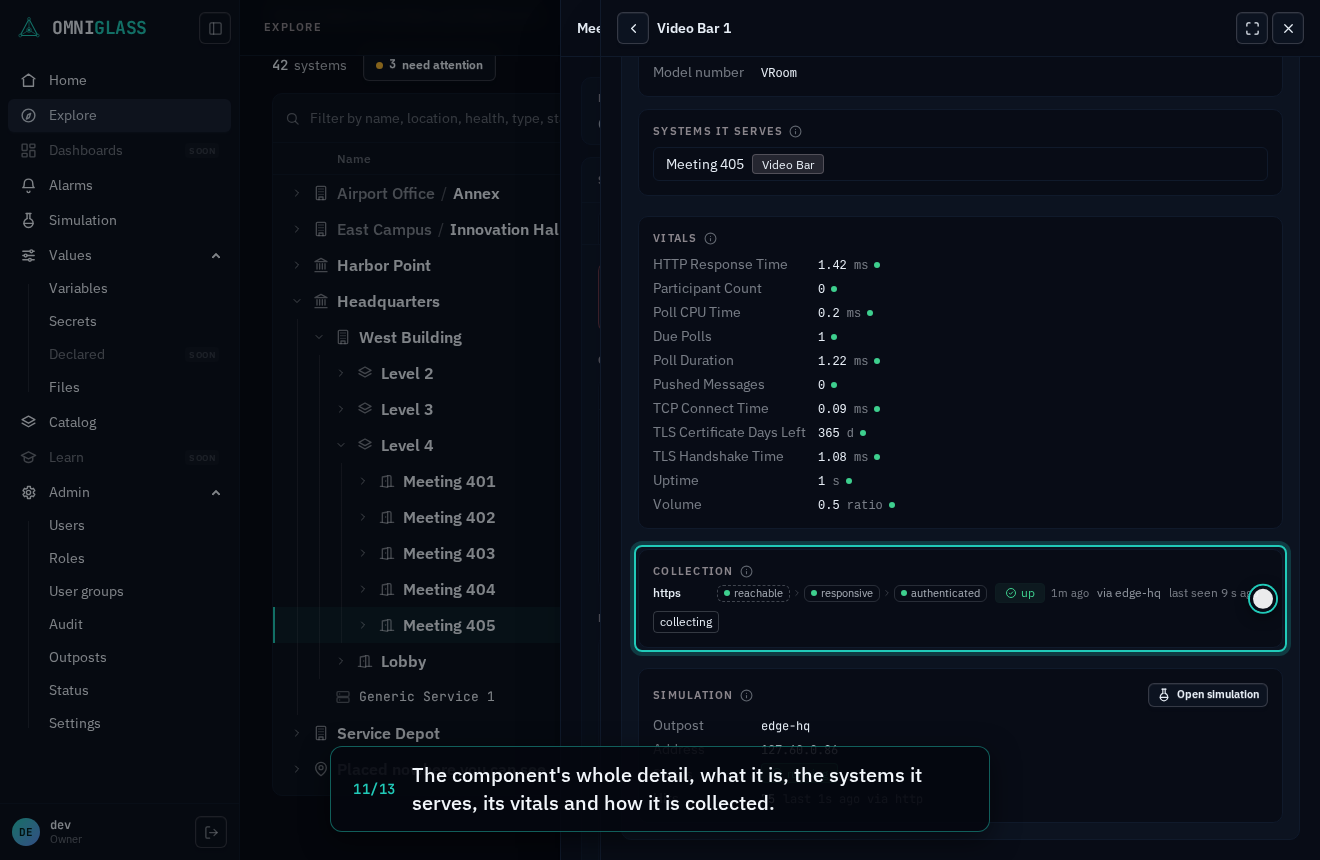 OMNIGLASS
Home
Explore
Dashboards SOON
Alarms
Simulation
Values
Variables
Secrets
Declared SOON
Files
Catalog
Learn SOON
Admin
Users
Roles
User groups
Audit
Outposts
Status
Settings
DE dev
Owner
EXPLORE
42 systems 3 need attention
Filter by name, location, health, type, st
Name
Airport Office / Annex
East Campus / Innovation Hal
Harbor Point
Headquarters
West Building
Level 2
Level 3
Level 4
Meeting 401
Meeting 402
Meeting 403
Meeting 404
Meeting 405
Lobby
Generic Service 1
Service Depot
Mee
Video Bar 1
Model number VRoom
SYSTEMS IT SERVES
Meeting 405 Video Bar
VITALS
HTTP Response Time 1.42 ms
Participant Count 0
Poll CPU Time 0.2 ms
Due Polls 1
Poll Duration 1.22 ms
Pushed Messages 0
TCP Connect Time 0.09 ms
TLS Certificate Days Left 365 d
TLS Handshake Time 1.08 ms
Uptime 1 s
Volume 0.5 ratio
COLLECTION
https reachable responsive authenticated up 1m ago via edge-hq last seen 9 s
collecting
SIMULATION Open simulation
Outpost edge-hq
Address
11/13
The component's whole detail, what it is, the systems it
serves, its vitals and how it is collected.